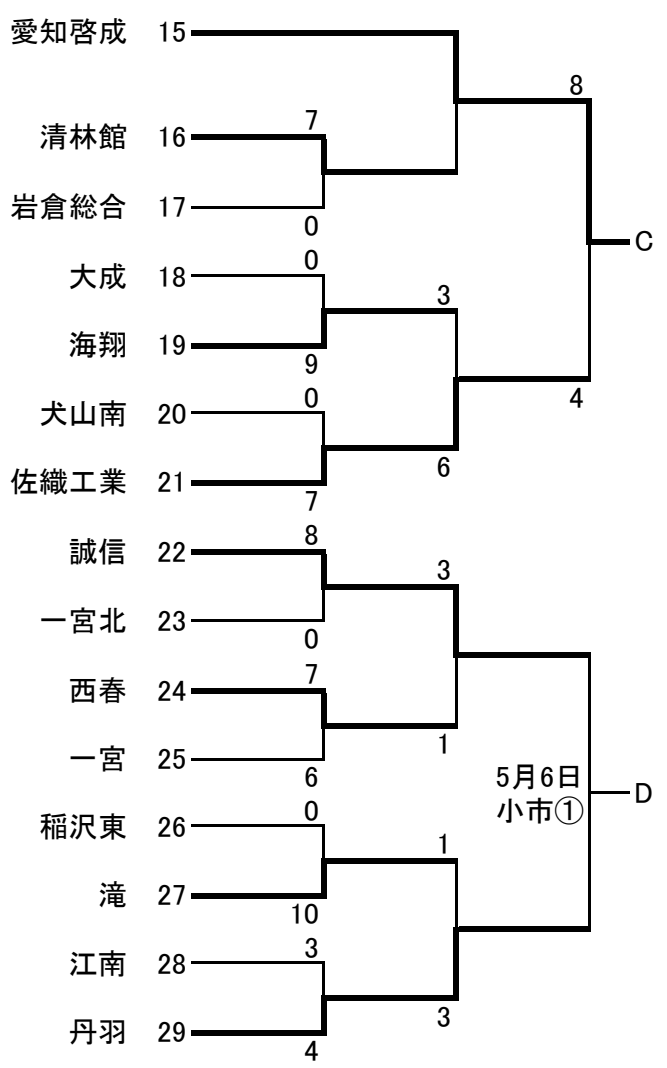 愛知啓成 15
8
7
清林館 16
岩倉総合 17
0
C
0
大成 18
3
海翔 19
9
0
4
犬山南 20
6
佐織工業 21
7
8
誠信 22
3
一宮北 23
0
7
西春 24
1
一宮 25
6
5月6日
小市①
D
0
稲沢東 26
1
滝 27
10
3
江南 28
3
丹羽 29
4